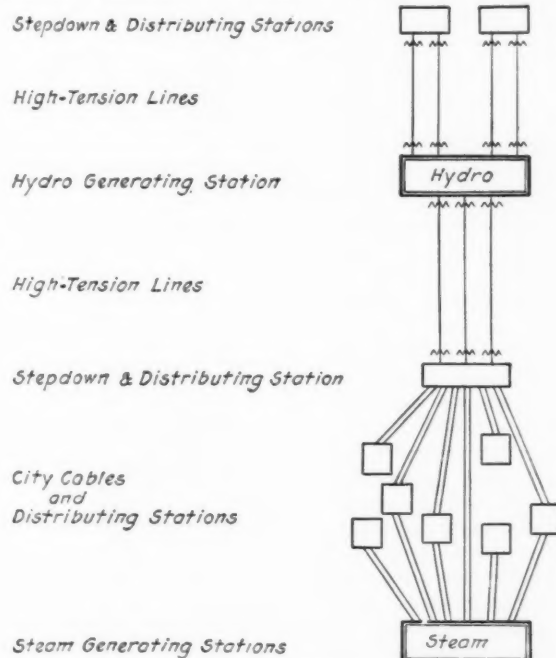 Stepdown & Distributing Stations
High-Tension Lines
Hydro Generating Station
Hydro
High-Tension Lines
Stepdown & Distributing Station
City Cables
and
Distributing Stations
Steam Generating Stations
Steam